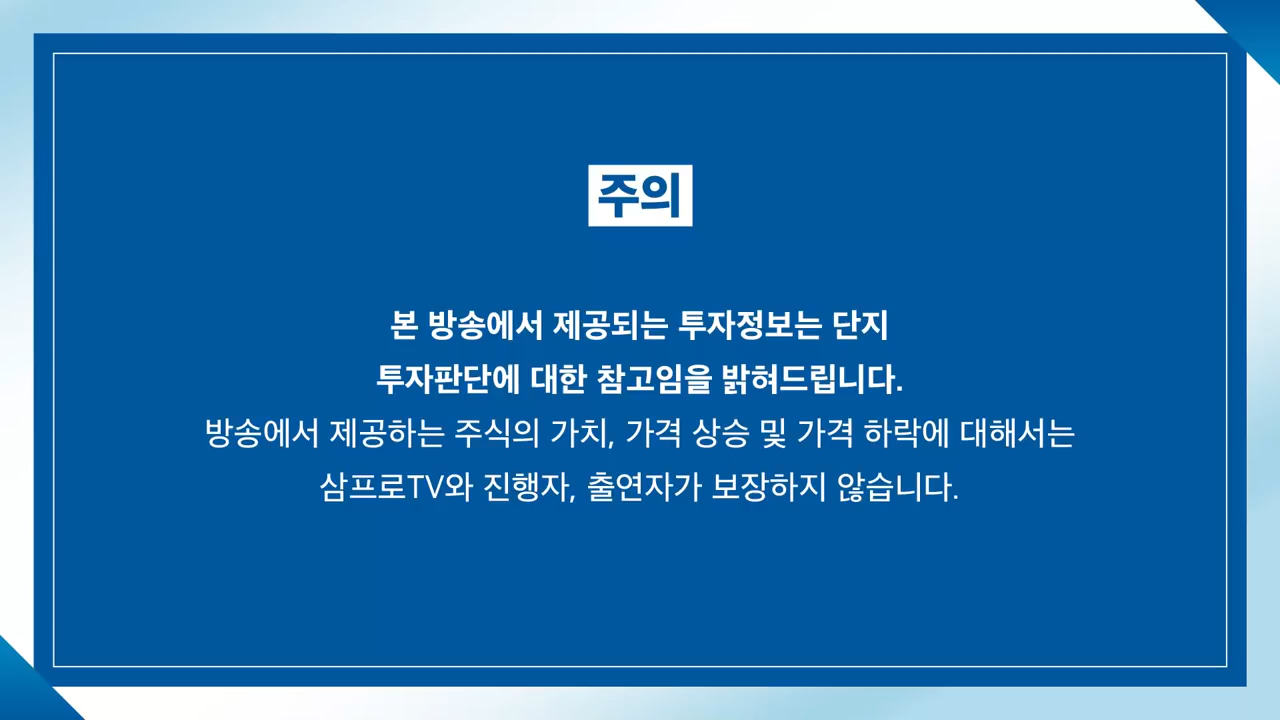 주의
본 방송에서 제공되는 투자정보는 단지
투자판단에 대한 참고임을 밝혀드립니다.
방송에서 제공하는 주식의 가치, 가격 상승 및 가격 하락에 대해서는
삼프로TV와 진행자, 출연자가 보장하지 않습니다.